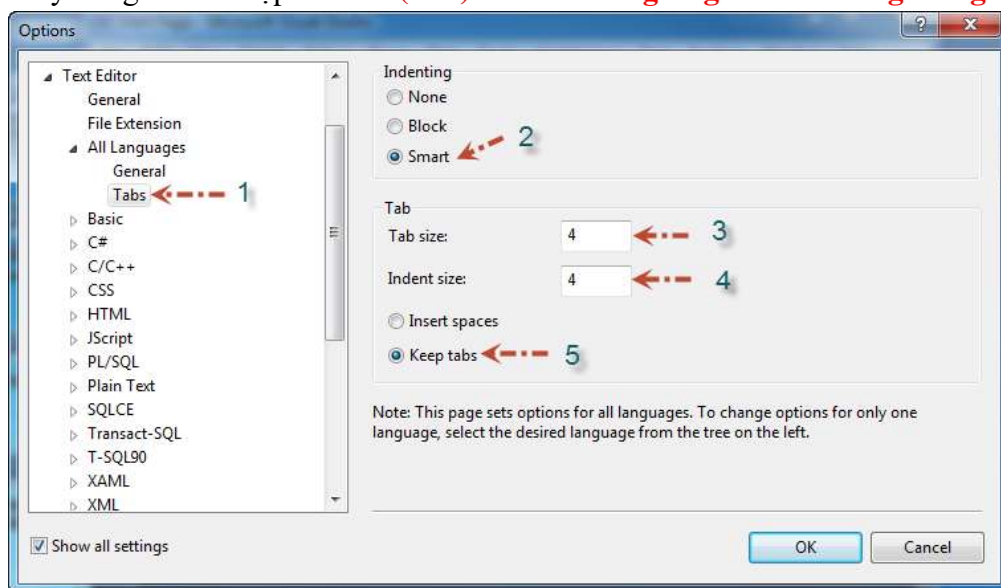 Options
Text Editor
General
File Extension
All Languages
General
Tabs
1
Basic
C#
C/C++
CSS
HTML
JScript
PL/SQL
Plain Text
SQLCE
Transact-SQL
T-SQL90
XAML
XML
Show all settings
Indenting
None
Block
Smart
2
Tab
Tab size: 4
3
Indent size: 4
4
Insert spaces
Keep tabs
5
Note: This page sets options for all languages. To change options for only one
language, select the desired language from the tree on the left.
OK
Cancel